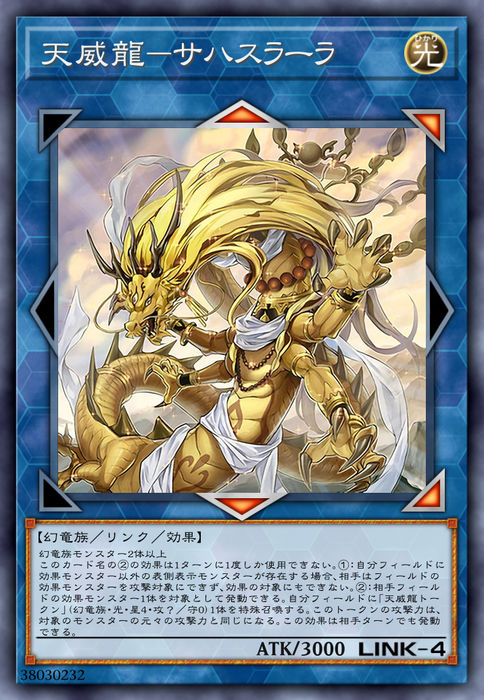 天威龍－サハスラーラ
ひかり
光
【幻竜族／リンク／効果】
幻竜族モンスター2体以上
このカード名の②の効果は1ターンに1度しか使用できない。①：自分フィールドに
効果モンスター以外の表側表示モンスターが存在する場合、相手はフィールドの
効果モンスターを攻撃対象にできず、効果の対象にもできない。②：相手フィール
ドの効果モンスター1体を対象として発動できる。自分フィールドに「天威龍トー
クン」（幻竜族・光・星4・攻？／守0）1体を特殊召喚する。このトークンの攻撃力は、
対象のモンスターの元々の攻撃力と同じになる。この効果は相手ターンでも発動
できる。
ATK/3000 LINK-4
38030232